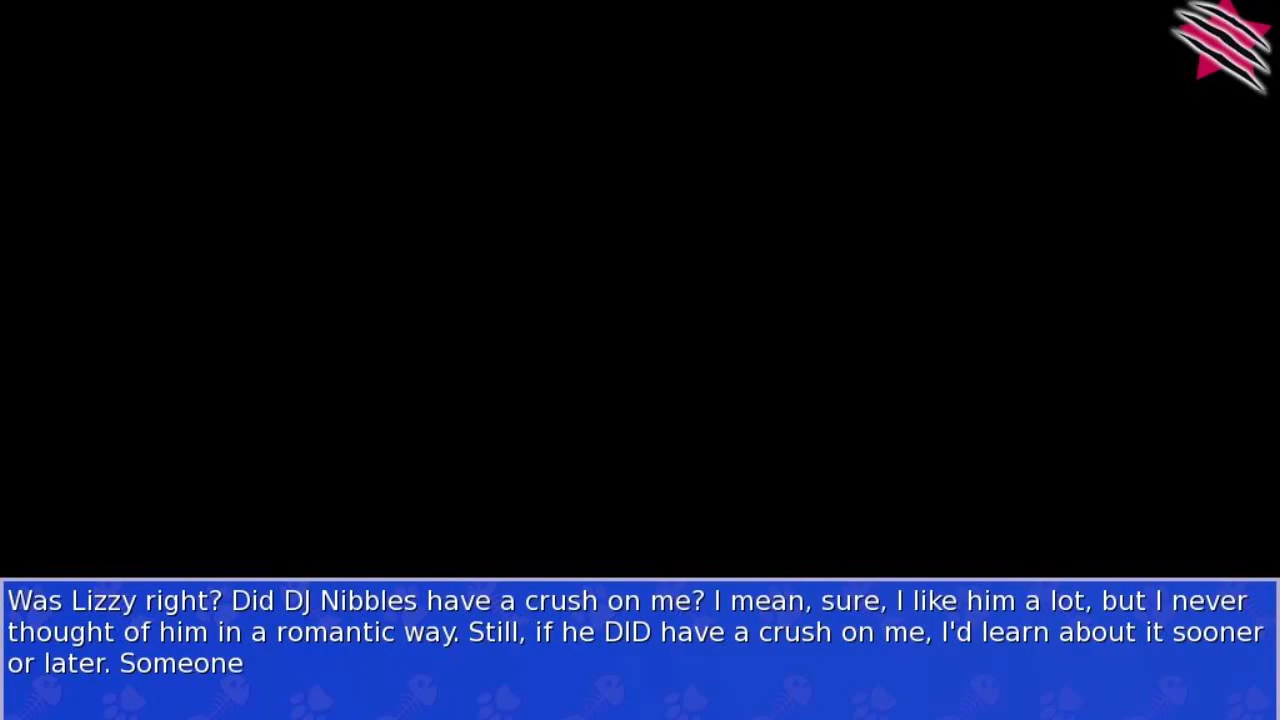 Was Lizzy right? Did DJ Nibbles have a crush on me? I mean, sure, I like him a lot, but I never
thought of him in a romantic way. Still, if he DID have a crush on me, I'd learn about it sooner
or later. Someone